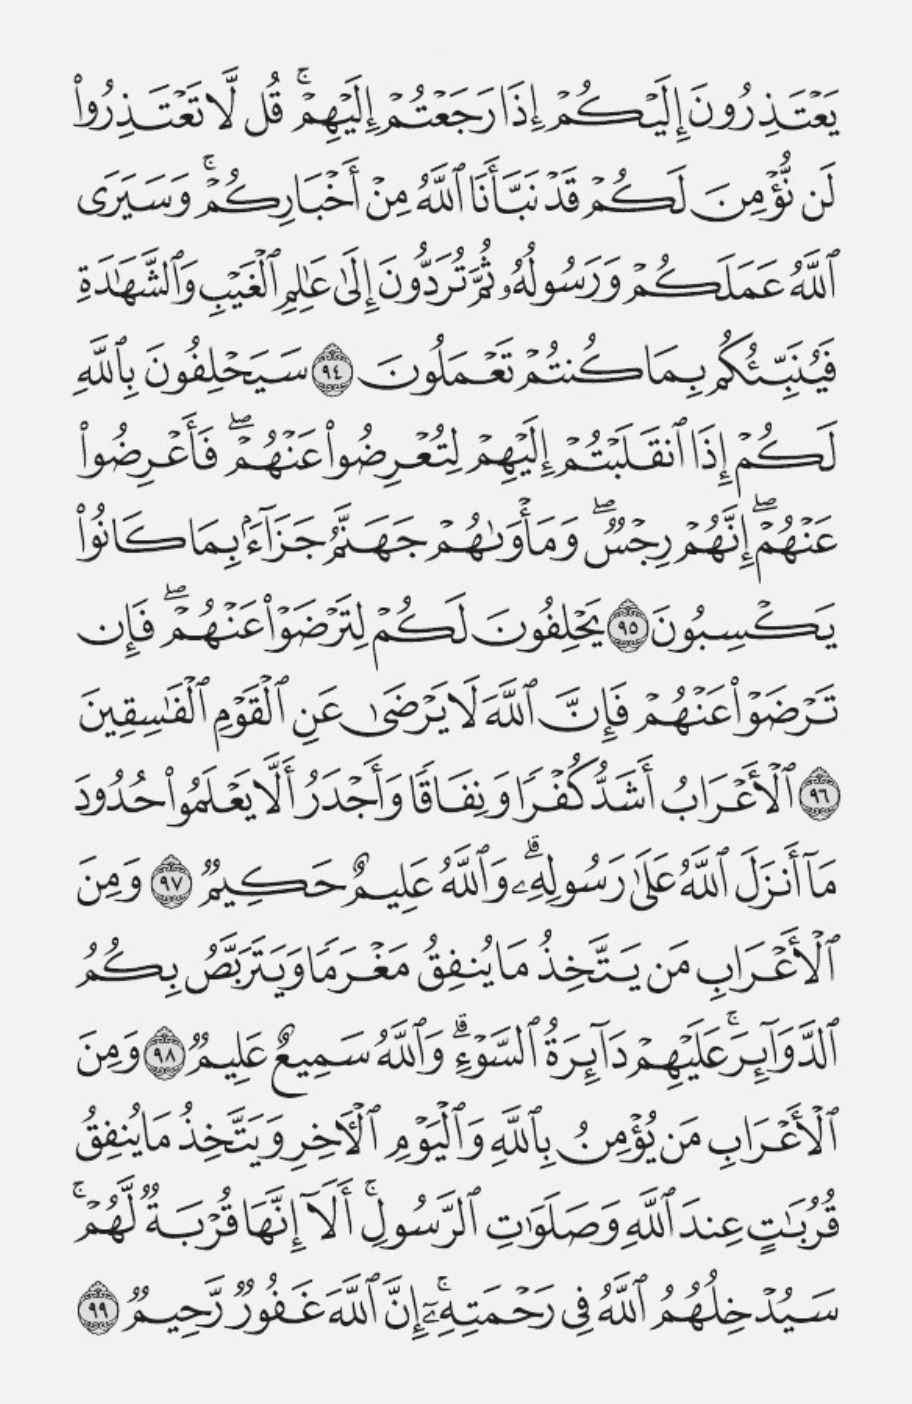 يَعْتَذِرُونَ إِلَيْكُمْ إِذَا رَجَعْتُمْ إِلَيْهِمْ ۚ قُل لَّا تَعْتَذِرُوا۟
لَن نُّؤْمِنَ لَكُمْ قَدْ نَبَّأَنَا ٱللَّهُ مِنْ أَخْبَارِكُمْ ۚ وَسَيَرَى
ٱللَّهُ عَمَلَكُمْ وَرَسُولُهُۥ ثُمَّ تُرَدُّونَ إِلَىٰ عَـٰلِمِ ٱلْغَيْبِ وَٱلشَّهَـٰدَةِ
فَيُنَبِّئُكُم بِمَا كُنتُمْ تَعْمَلُونَ ٩٤ سَيَحْلِفُونَ بِٱللَّهِ
لَكُمْ إِذَا ٱنقَلَبْتُمْ إِلَيْهِمْ لِتُعْرِضُوا۟ عَنْهُمْ ۖ فَأَعْرِضُوا۟
عَنْهُمْ ۖ إِنَّهُمْ رِجْسٌ ۖ وَمَأْوَىٰهُمْ جَهَنَّمُ جَزَآءًۢ بِمَا كَانُوا۟
يَكْسِبُونَ ٩٥ يَحْلِفُونَ لَكُمْ لِتَرْضَوْا۟ عَنْهُمْ ۖ فَإِن
تَرْضَوْا۟ عَنْهُمْ فَإِنَّ ٱللَّهَ لَا يَرْضَىٰ عَنِ ٱلْقَوْمِ ٱلْفَـٰسِقِينَ
٩٦ ٱلْأَعْرَابُ أَشَدُّ كُفْرًا وَنِفَاقًا وَأَجْدَرُ أَلَّا يَعْلَمُوا۟ حُدُودَ
مَآ أَنزَلَ ٱللَّهُ عَلَىٰ رَسُولِهِۦ ۗ وَٱللَّهُ عَلِيمٌ حَكِيمٌ ٩٧ وَمِنَ
ٱلْأَعْرَابِ مَن يَتَّخِذُ مَا يُنفِقُ مَغْرَمًا وَيَتَرَبَّصُ بِكُمُ
ٱلدَّوَآئِرَ ۚ عَلَيْهِمْ دَآئِرَةُ ٱلسَّوْءِ ۗ وَٱللَّهُ سَمِيعٌ عَلِيمٌ ٩٨ وَمِنَ
ٱلْأَعْرَابِ مَن يُؤْمِنُ بِٱللَّهِ وَٱلْيَوْمِ ٱلْـَٔاخِرِ وَيَتَّخِذُ مَا يُنفِقُ
قُرُبَـٰتٍ عِندَ ٱللَّهِ وَصَلَوَٰتِ ٱلرَّسُولِ ۚ أَلَآ إِنَّهَا قُرْبَةٌ لَّهُمْ ۚ
سَيُدْخِلُهُمُ ٱللَّهُ فِى رَحْمَتِهِۦٓ ۚ إِنَّ ٱللَّهَ غَفُورٌ رَّحِيمٌ ٩٩